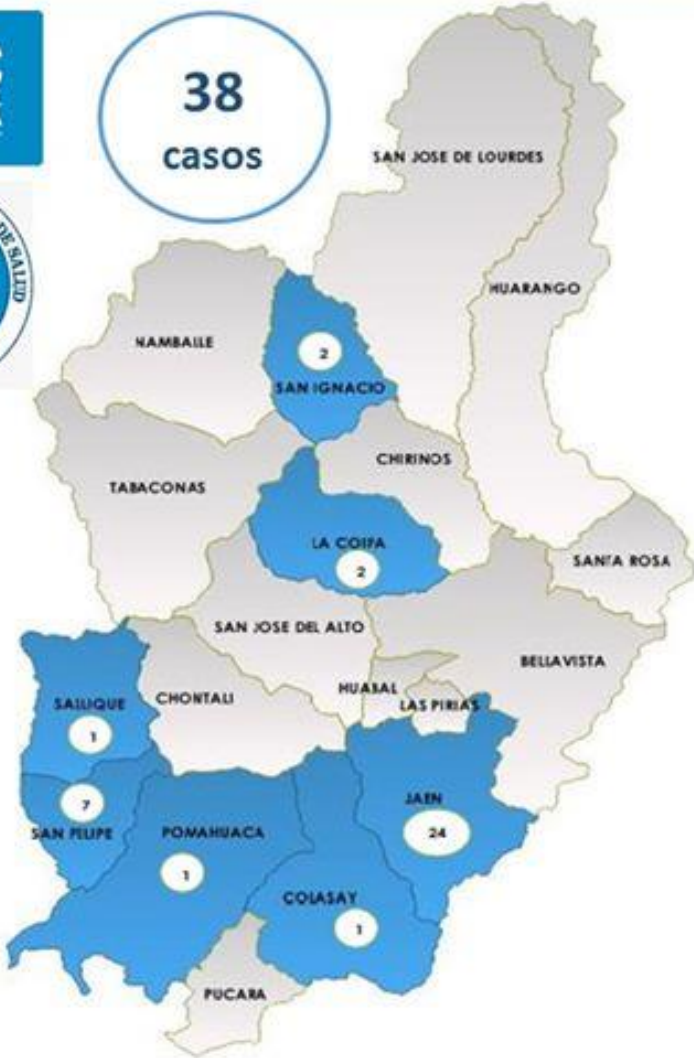 38
casos
DE SALUD
SAN JOSE DE LOURDES
HUARANGO
NAMBALLE
2
SAN IGNACIO
CHIRINOS
TABACONAS
LA COIPA
2
SANTA ROSA
SAN JOSE DEL ALTO
BELLAVISTA
HUABAL
LAS PIRIAS
SALLIQUE
1
CHONTALI
7
SAN FELIPE
POMAHUACA
1
JAEN
24
COLASAY
1
PUCARA